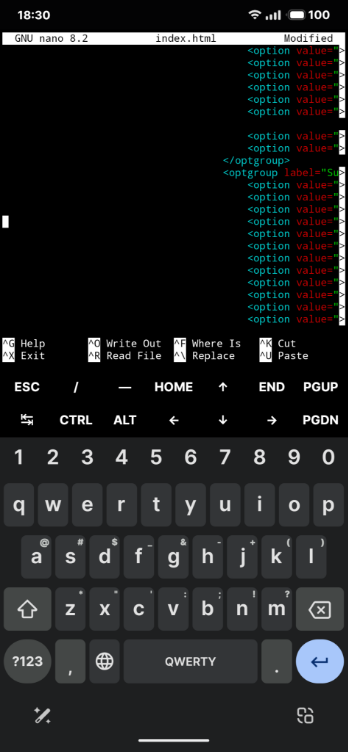 18:30 100
GNU nano 8.2 index.html Modified
<option value=">
<option value=">
<option value=">
<option value=">
<option value=">
<option value=">
<option value=">
<option value=">
</optgroup>
<optgroup label="Su>
<option value=">
<option value=">
<option value=">
<option value=">
<option value=">
<option value=">
<option value=">
<option value=">
<option value=">
<option value=">
<option value=">
<option value=">
^G Help ^O Write Out ^F Where Is ^K Cut
^X Exit ^R Read File ^\ Replace ^U Paste
ESC / — HOME ↑ END PGUP
↹ CTRL ALT ← ↓ → PGDN
1 2 3 4 5 6 7 8 9 0
q w e r t y u i o p
a @ s # d $ f _ g & h - j + k ( l )
z * x " c ' v : b ; n ! m ?
?123 , QWERTY .